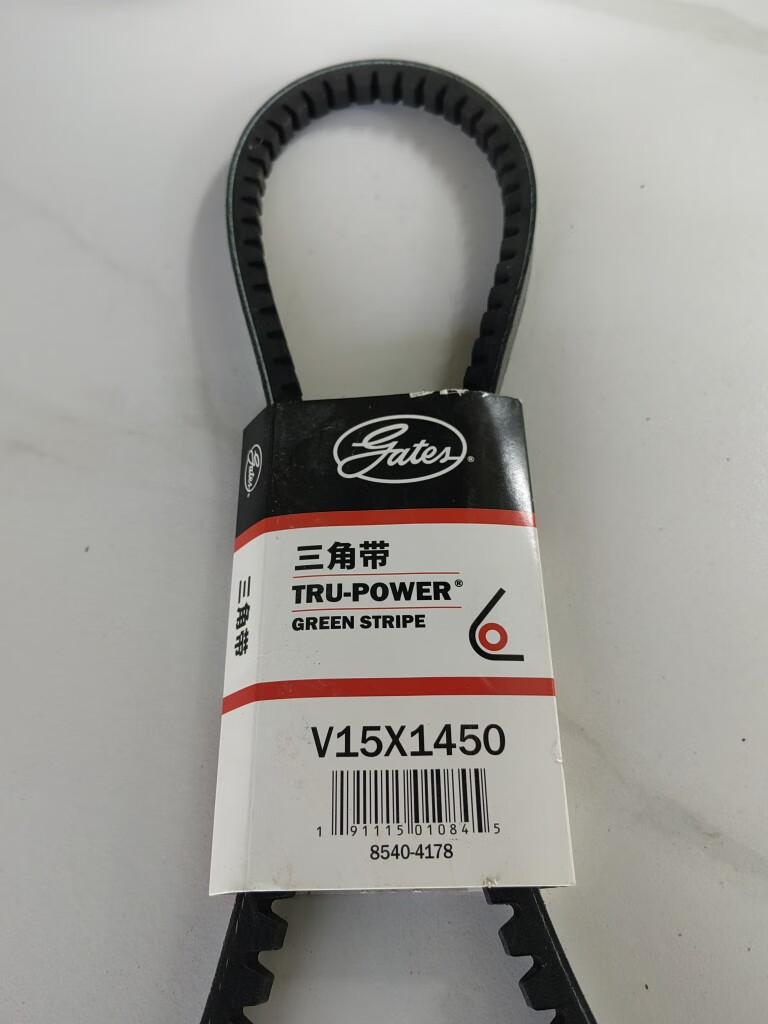 Gates®
Gates®
三角带
三角带
TRU-POWER®
GREEN STRIPE
V15X1450
1 91115 01084 5
8540-4178